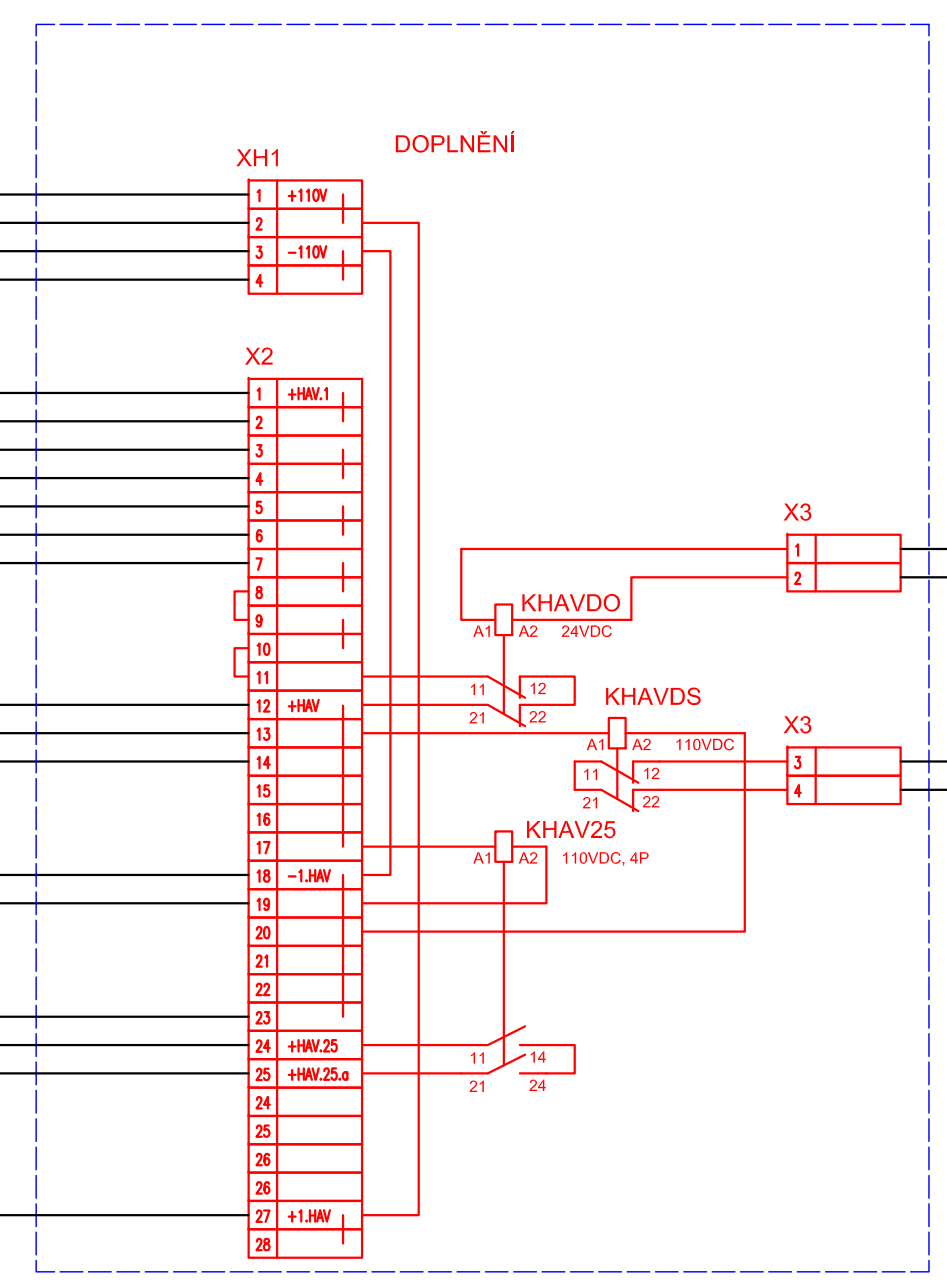 DOPLNĚNÍ
XH1
1 +110V
2
3 -110V
4
X2
1 +HAV.1
2
3
4
5
6
7
8
9
10
11
12 +HAV
13
14
15
16
17
18 -1.HAV
19
20
21
22
23
24 +HAV.25
25 +HAV.25.a
24
25
26
26
27 +1.HAV
28
X3
1
2
KHAVDO
A1 A2 24VDC
11 12
21 22
KHAVDS
A1 A2 110VDC
11 12
21 22
X3
3
4
KHAV25
A1 A2 110VDC, 4P
11 14
21 24